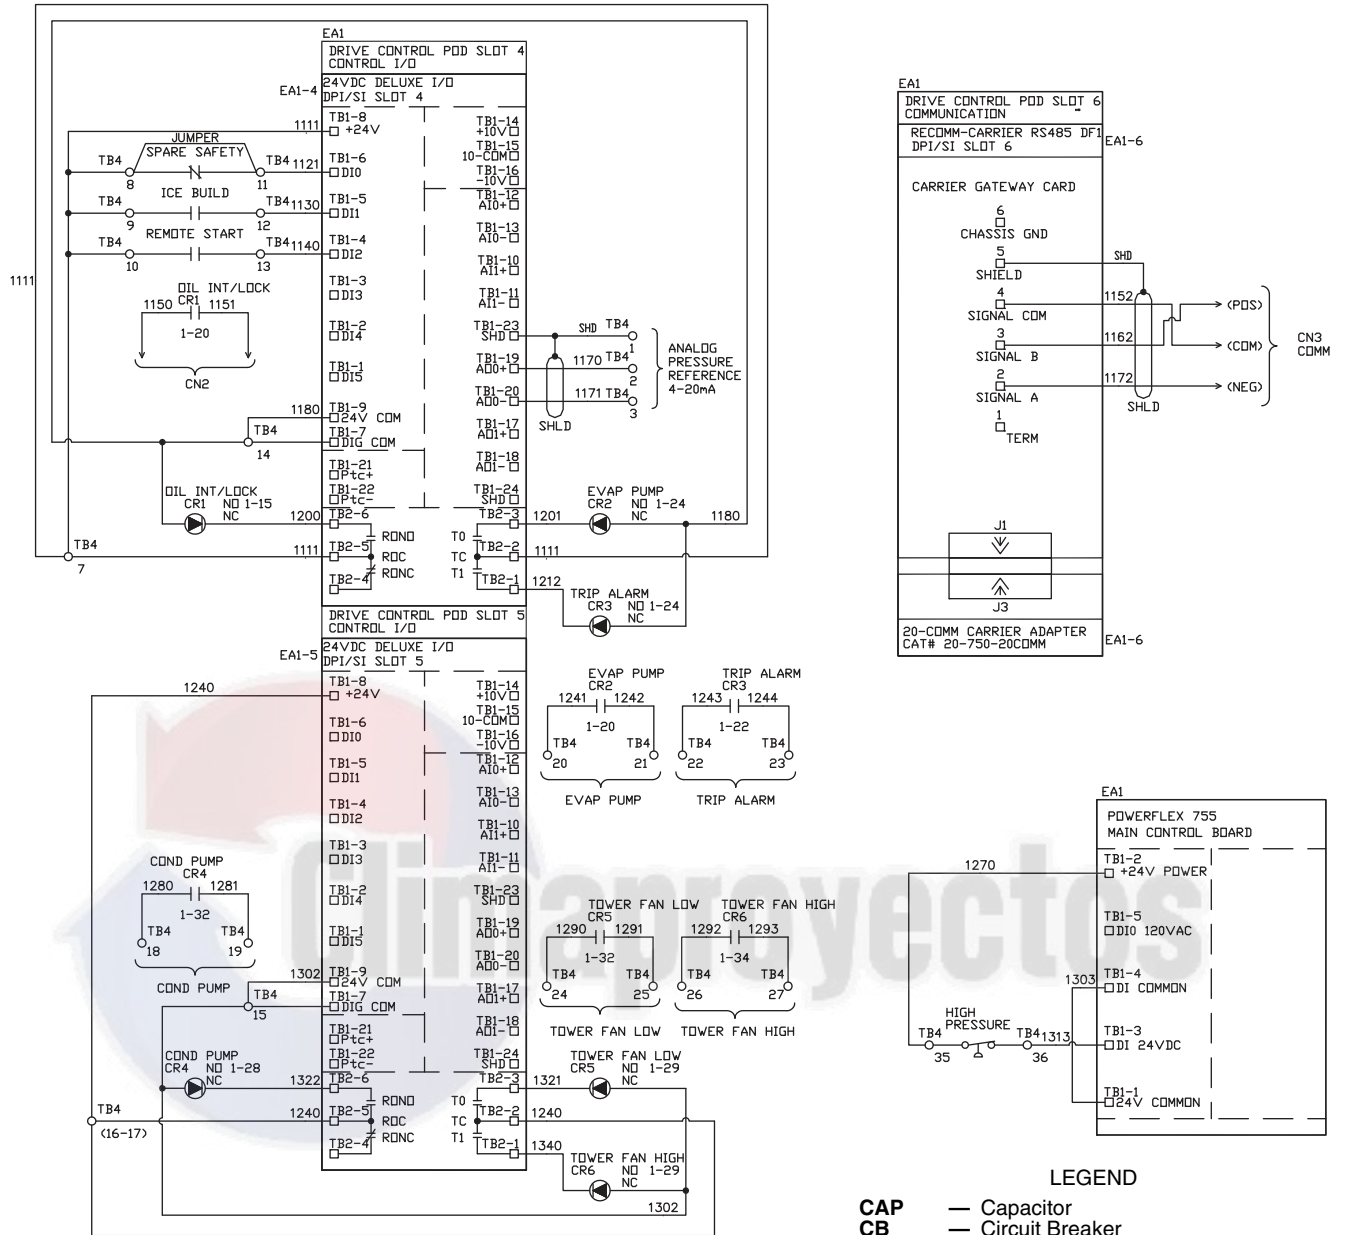 EA1
DRIVE CONTROL POD SLOT 4
CONTROL I/O
EA1-4
24VDC DELUXE I/O
DPI/SI SLOT 4
TB1-8
1111
+24V
TB1-14
+10V
JUMPER
SPARE SAFETY
TB4
8
TB4
11
1121
TB1-6
DI0
TB1-15
10-COM
TB1-16
-10V
ICE BUILD
TB4
9
TB4
12
1130
TB1-5
DI1
TB1-12
AI0+
REMOTE START
TB4
10
TB4
13
1140
TB1-4
DI2
TB1-13
AI0-
TB1-10
AI1+
1111
OIL INT/LOCK
CR1
1150
1151
1-20
CN2
TB1-3
DI3
TB1-11
AI1-
TB1-2
DI4
TB1-23
SHD
SHD
TB4
1
TB1-1
DI5
TB1-19
AO0+
1170
TB4
2
TB1-20
AO0-
1171
TB4
3
SHLD
ANALOG
PRESSURE
REFERENCE
4-20mA
1180
TB1-9
24V COM
TB4
14
TB1-7
DIG COM
TB1-17
AO1+
TB1-18
AO1-
TB1-21
Ptc+
TB1-22
Ptc-
TB1-24
SHD
OIL INT/LOCK
CR1
NO 1-15
NC
1200
TB2-6
RONO
TB2-3
T0
1201
EVAP PUMP
CR2
NO 1-24
NC
1180
TB4
7
1111
TB2-5
ROC
TC
TB2-2
1111
TB2-4
RONC
T1
TB2-1
1212
TRIP ALARM
CR3
NO 1-24
NC
DRIVE CONTROL POD SLOT 5
CONTROL I/O
EA1-5
24VDC DELUXE I/O
DPI/SI SLOT 5
1240
TB1-8
+24V
TB1-14
+10V
TB1-15
10-COM
TB1-16
-10V
TB1-6
DI0
TB1-5
DI1
TB1-12
AI0+
TB1-13
AI0-
TB1-4
DI2
TB1-10
AI1+
TB1-3
DI3
TB1-11
AI1-
TB1-2
DI4
TB1-23
SHD
TB1-1
DI5
TB1-19
AO0+
TB1-20
AO0-
EVAP PUMP
CR2
1241
1242
1-20
TB4
20
TB4
21
EVAP PUMP
TRIP ALARM
CR3
1243
1244
1-22
TB4
22
TB4
23
TRIP ALARM
COND PUMP
CR4
1280
1281
1-32
TB4
18
TB4
19
COND PUMP
TOWER FAN LOW
CR5
1290
1291
1-32
TB4
24
TB4
25
TOWER FAN LOW
TOWER FAN HIGH
CR6
1292
1293
1-34
TB4
26
TB4
27
TOWER FAN HIGH
1302
TB1-9
24V COM
TB4
15
TB1-7
DIG COM
TB1-17
AO1+
TB1-18
AO1-
TB1-21
Ptc+
TB1-22
Ptc-
TB1-24
SHD
COND PUMP
CR4
NO 1-28
NC
1322
TB2-6
RONO
TB2-3
T0
1321
TOWER FAN LOW
CR5
NO 1-29
NC
TB4
(16-17)
1240
TB2-5
ROC
TC
TB2-2
1240
TB2-4
RONC
T1
TB2-1
1340
TOWER FAN HIGH
CR6
NO 1-29
NC
1302
EA1
DRIVE CONTROL POD SLOT 6
COMMUNICATION
RECOMM-CARRIER RS485 DF1
DPI/SI SLOT 6
EA1-6
CARRIER GATEWAY CARD
6
CHASSIS GND
5
SHIELD
SHD
4
SIGNAL COM
1152
(POS)
3
SIGNAL B
1162
(COM)
2
SIGNAL A
1172
(NEG)
SHLD
CN3
COMM
1
TERM
J1
J3
20-COMM CARRIER ADAPTER
CAT# 20-750-20COMM
EA1-6
EA1
POWERFLEX 755
MAIN CONTROL BOARD
1270
TB1-2
+24V POWER
TB1-5
DI0 120VAC
1303
TB1-4
DI COMMON
HIGH
PRESSURE
TB4
35
TB4
36
1313
TB1-3
DI 24VDC
TB1-1
24V COMMON
Climaproyectos
LEGEND
CAP — Capacitor
CB — Circuit Breaker